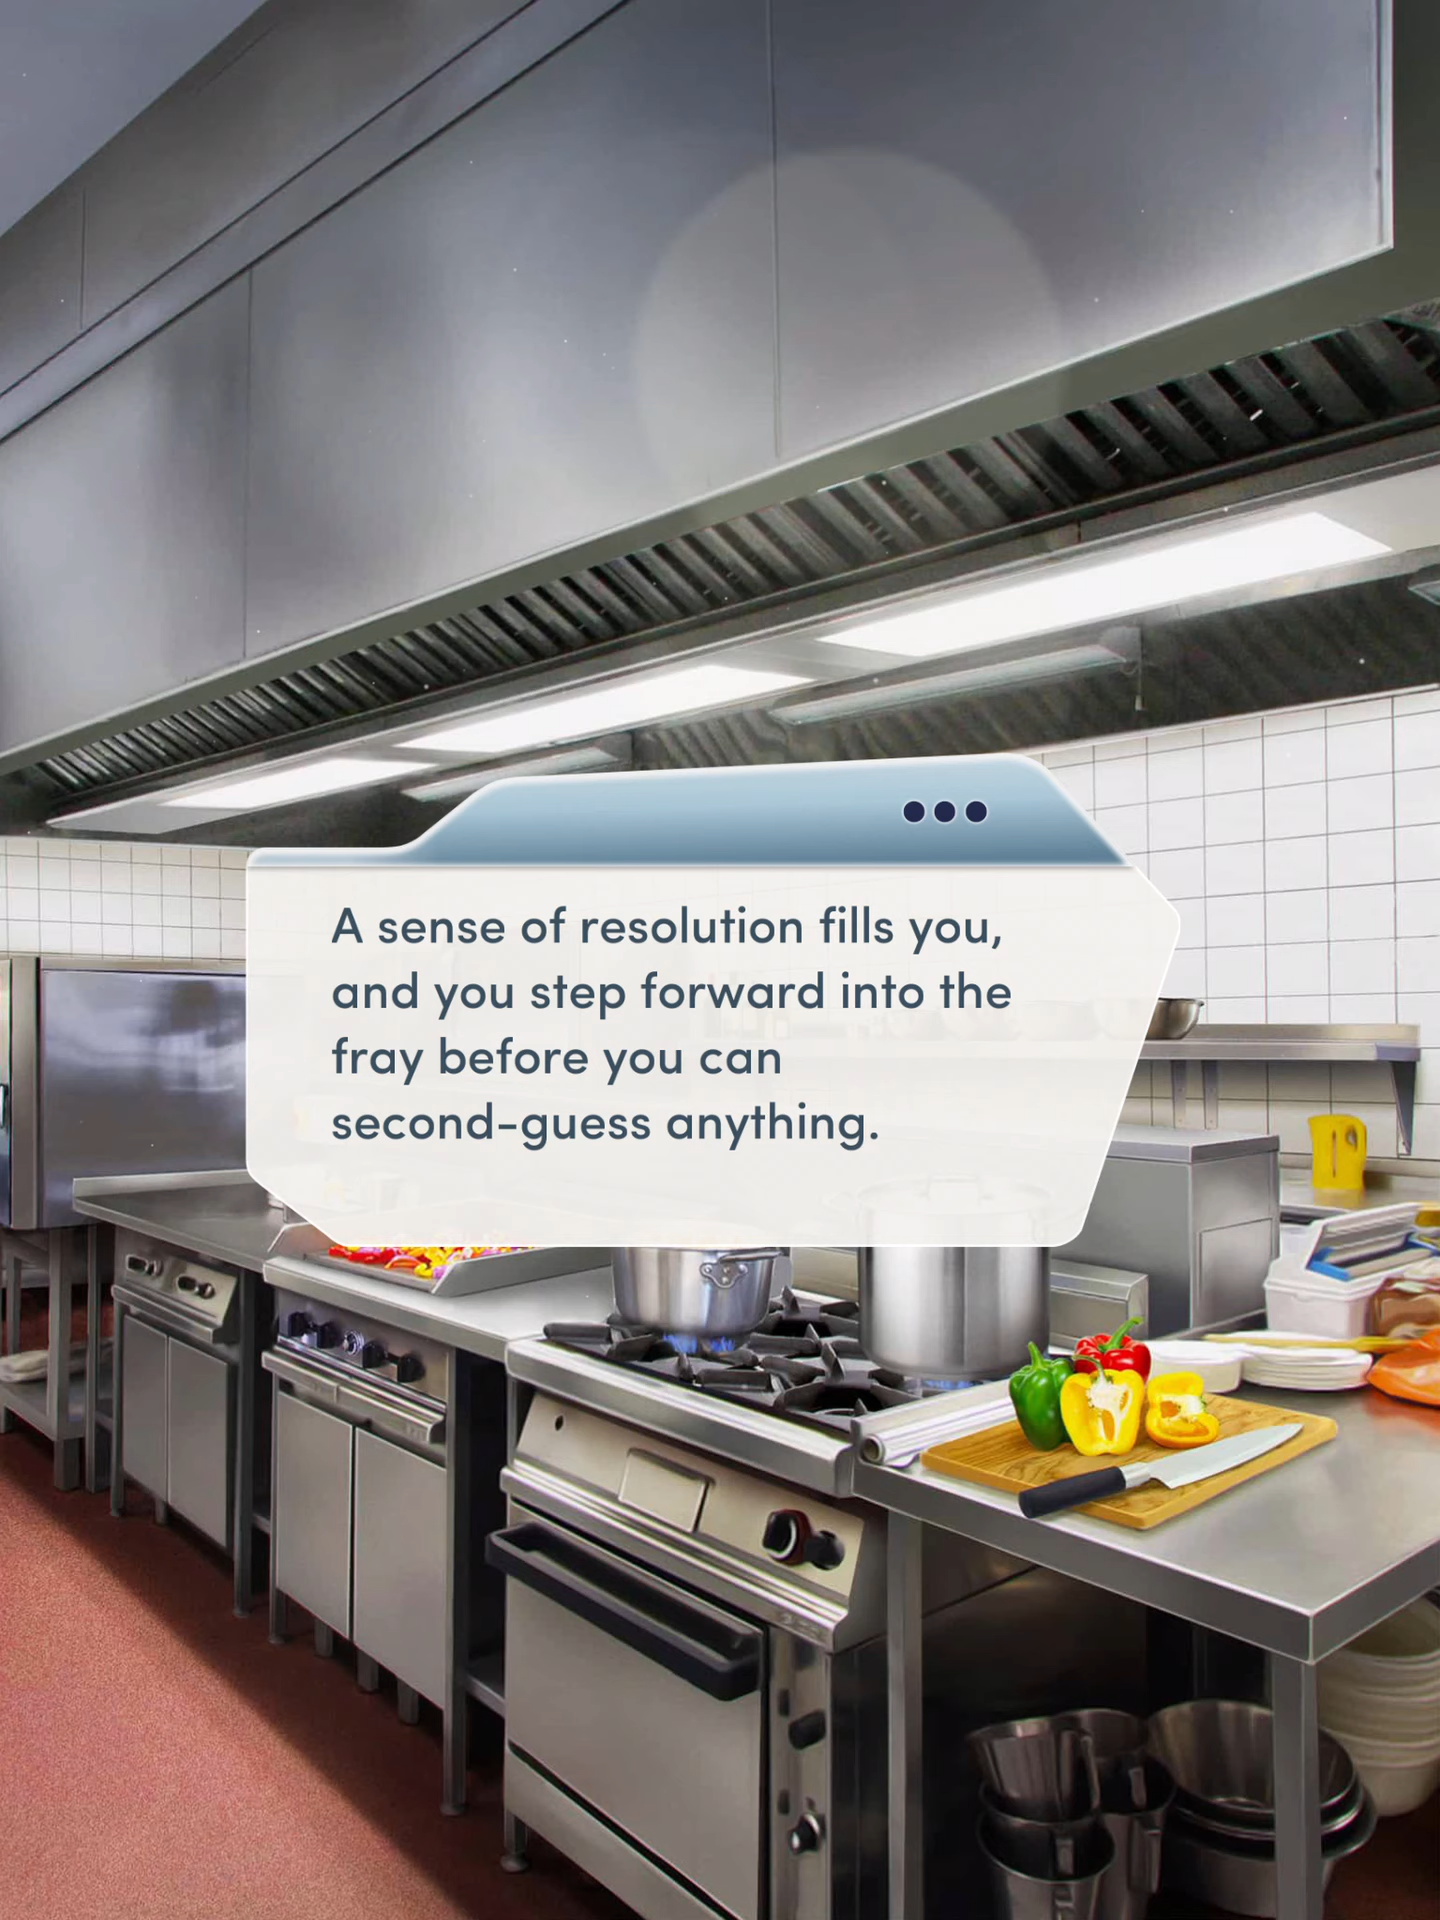 A sense of resolution fills you,
and you step forward into the
fray before you can
second-guess anything.